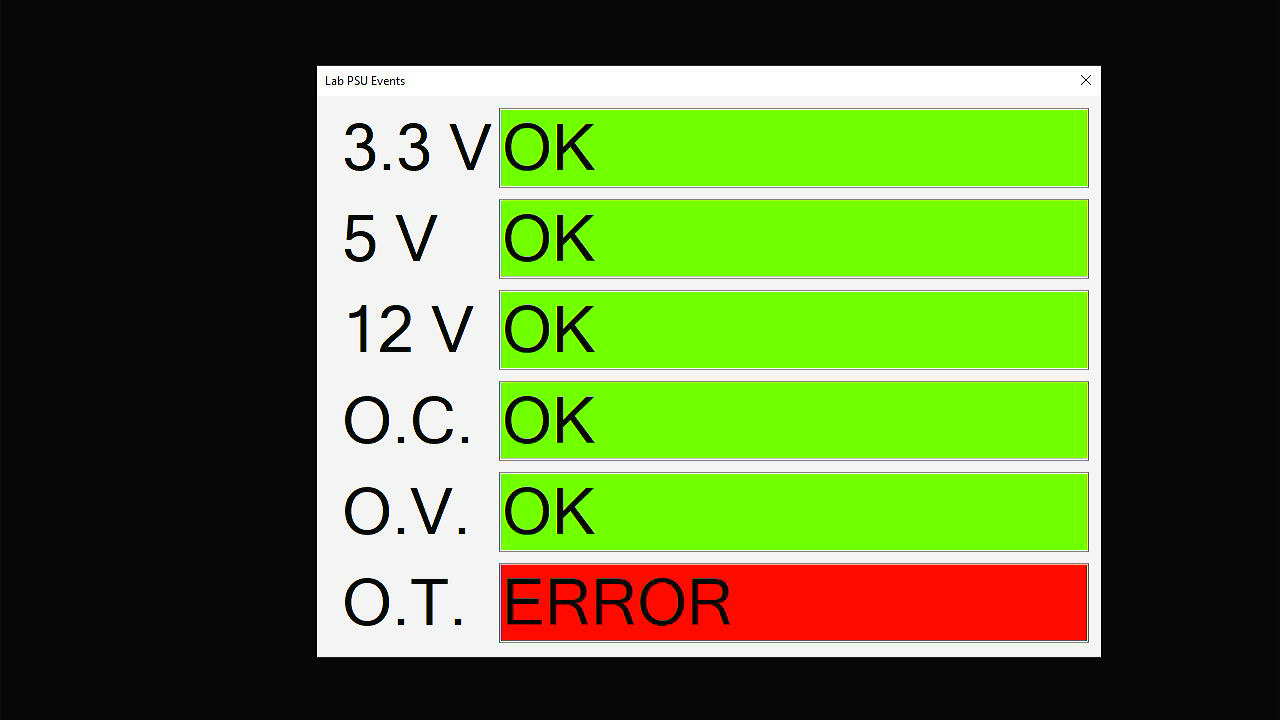 Lab PSU Events
3.3 V OK
5 V OK
12 V OK
O.C. OK
O.V. OK
O.T. ERROR